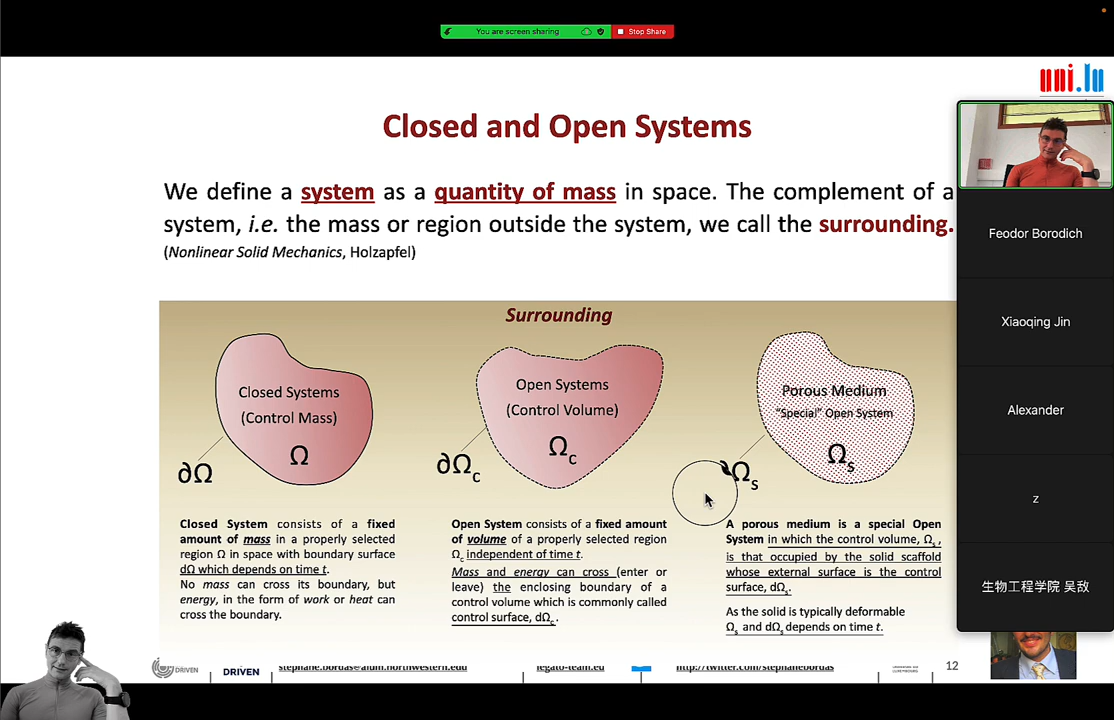 You are screen sharing
Stop Share
uni.lu
Closed and Open Systems
We define a system as a quantity of mass in space. The complement of a
system, i.e. the mass or region outside the system, we call the surrounding.
(Nonlinear Solid Mechanics, Holzapfel)
Surrounding
Closed Systems
(Control Mass)
Ω
∂Ω
Open Systems
(Control Volume)
Ωc
∂Ωc
Porous Medium
“Special” Open System
Ωs
∂Ωs
Closed System consists of a fixed
amount of mass in a properly selected
region Ω in space with boundary surface
dΩ which depends on time t.
No mass can cross its boundary, but
energy, in the form of work or heat can
cross the boundary.
Open System consists of a fixed amount
of volume of a properly selected region
Ωc independent of time t.
Mass and energy can cross (enter or
leave) the enclosing boundary of a
control volume which is commonly called
control surface, dΩc.
A porous medium is a special Open
System in which the control volume, Ωs,
is that occupied by the solid scaffold
whose external surface is the control
surface, dΩs.
As the solid is typically deformable
Ωs and dΩs depends on time t.
Feodor Borodich
Xiaoqing Jin
Alexander
z
生物工程学院 吴敌
DRIVEN
DRIVEN
stephane.bordas@alum.northwestern.edu
legato-team.eu
http://twitter.com/stephanebordas
12